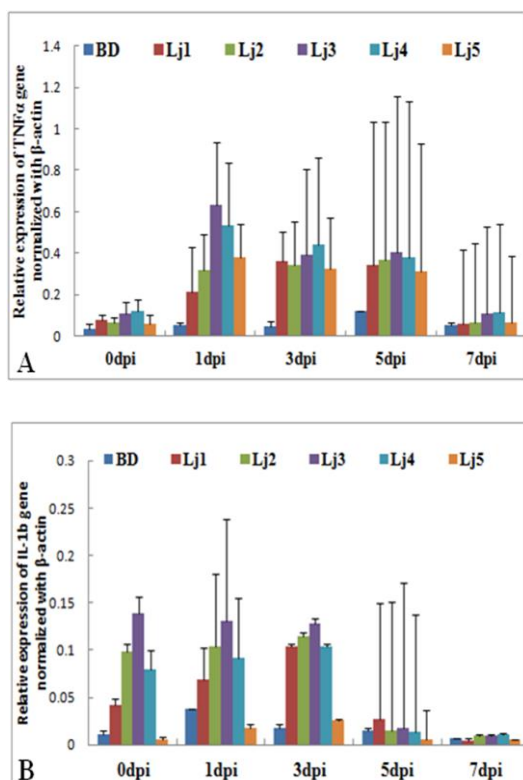 Relative expression of TNFα gene
normalized with β-actin
1.4
1.2
1
0.8
0.6
0.4
0.2
0
BD Lj1 Lj2 Lj3 Lj4 Lj5
0dpi 1dpi 3dpi 5dpi 7dpi
A
Relative expression of IL-1b gene
normalized with β-actin
0.3
0.25
0.2
0.15
0.1
0.05
0
BD Lj1 Lj2 Lj3 Lj4 Lj5
0dpi 1dpi 3dpi 5dpi 7dpi
B